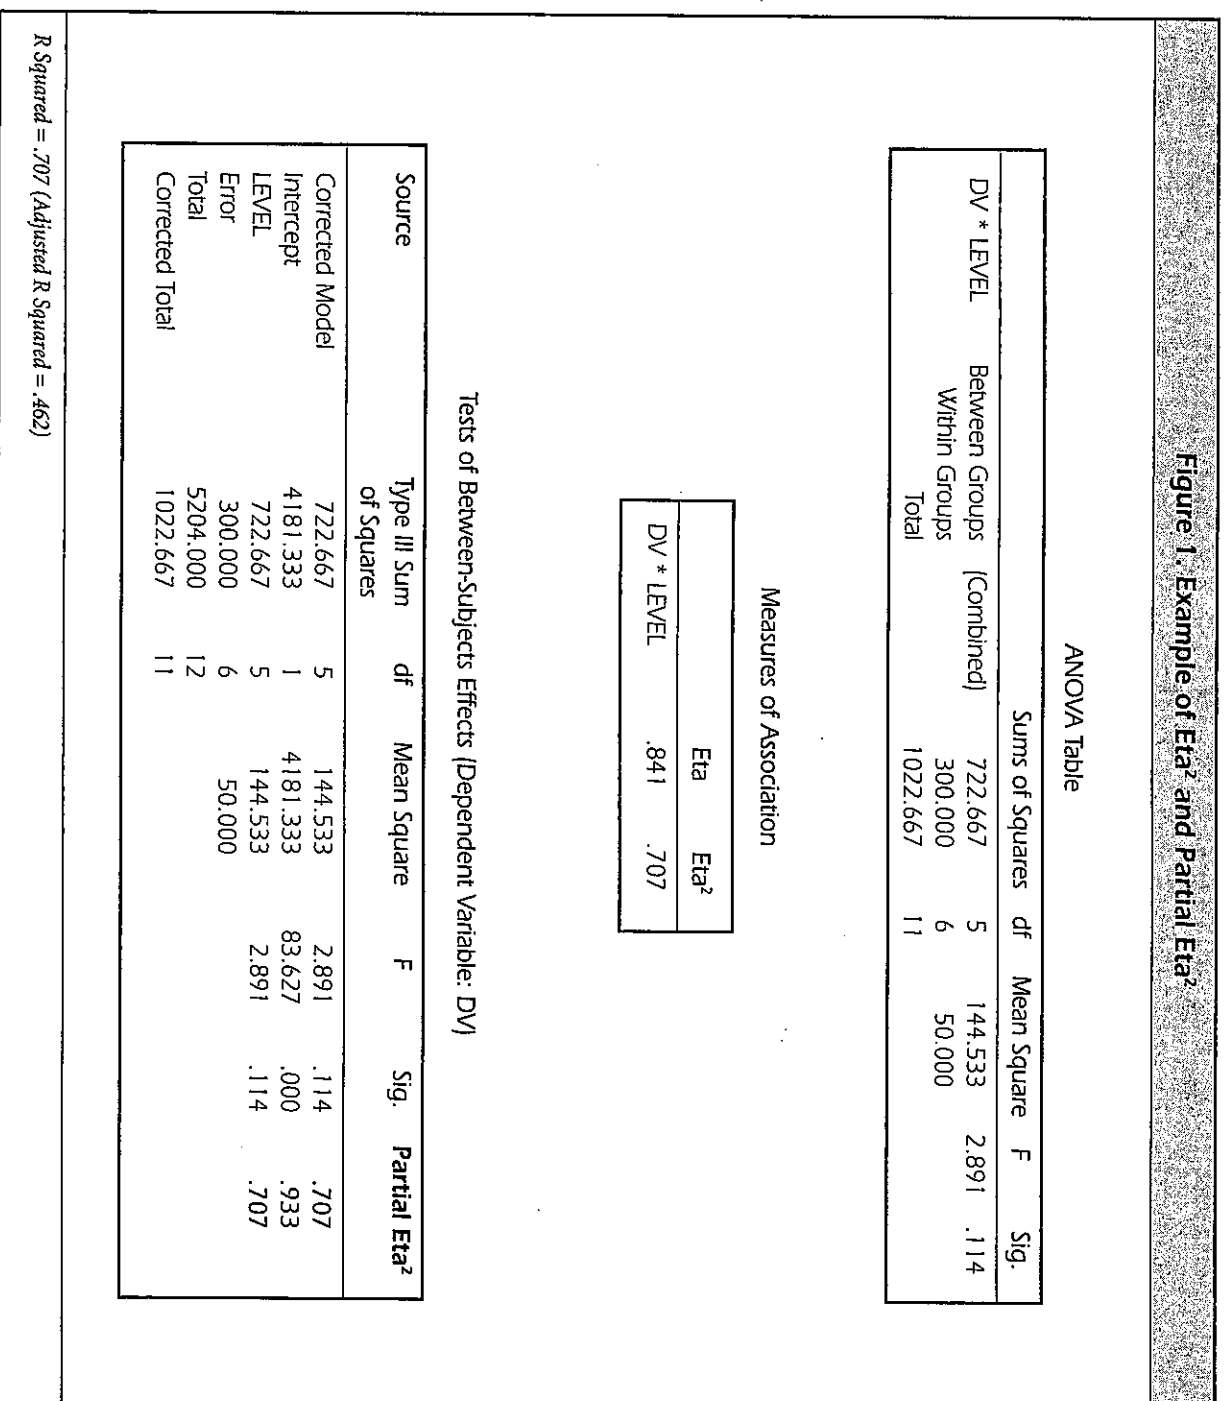 Figure 1. Example of Eta² and Partial Eta²
ANOVA Table
Sums of Squares df Mean Square F Sig.
DV * LEVEL Between Groups (Combined) 722.667 5 144.533 2.891 .114
Within Groups 300.000 6 50.000
Total 1022.667 11
Measures of Association
Eta Eta²
DV * LEVEL .841 .707
Tests of Between-Subjects Effects (Dependent Variable: DV)
Source Type III Sum df Mean Square F Sig. Partial Eta²
of Squares
Corrected Model 722.667 5 144.533 2.891 .114 .707
Intercept 4181.333 1 4181.333 83.627 .000 .933
LEVEL 722.667 5 144.533 2.891 .114 .707
Error 300.000 6 50.000
Total 5204.000 12
Corrected Total 1022.667 11
R Squared = .707 (Adjusted R Squared = .462)